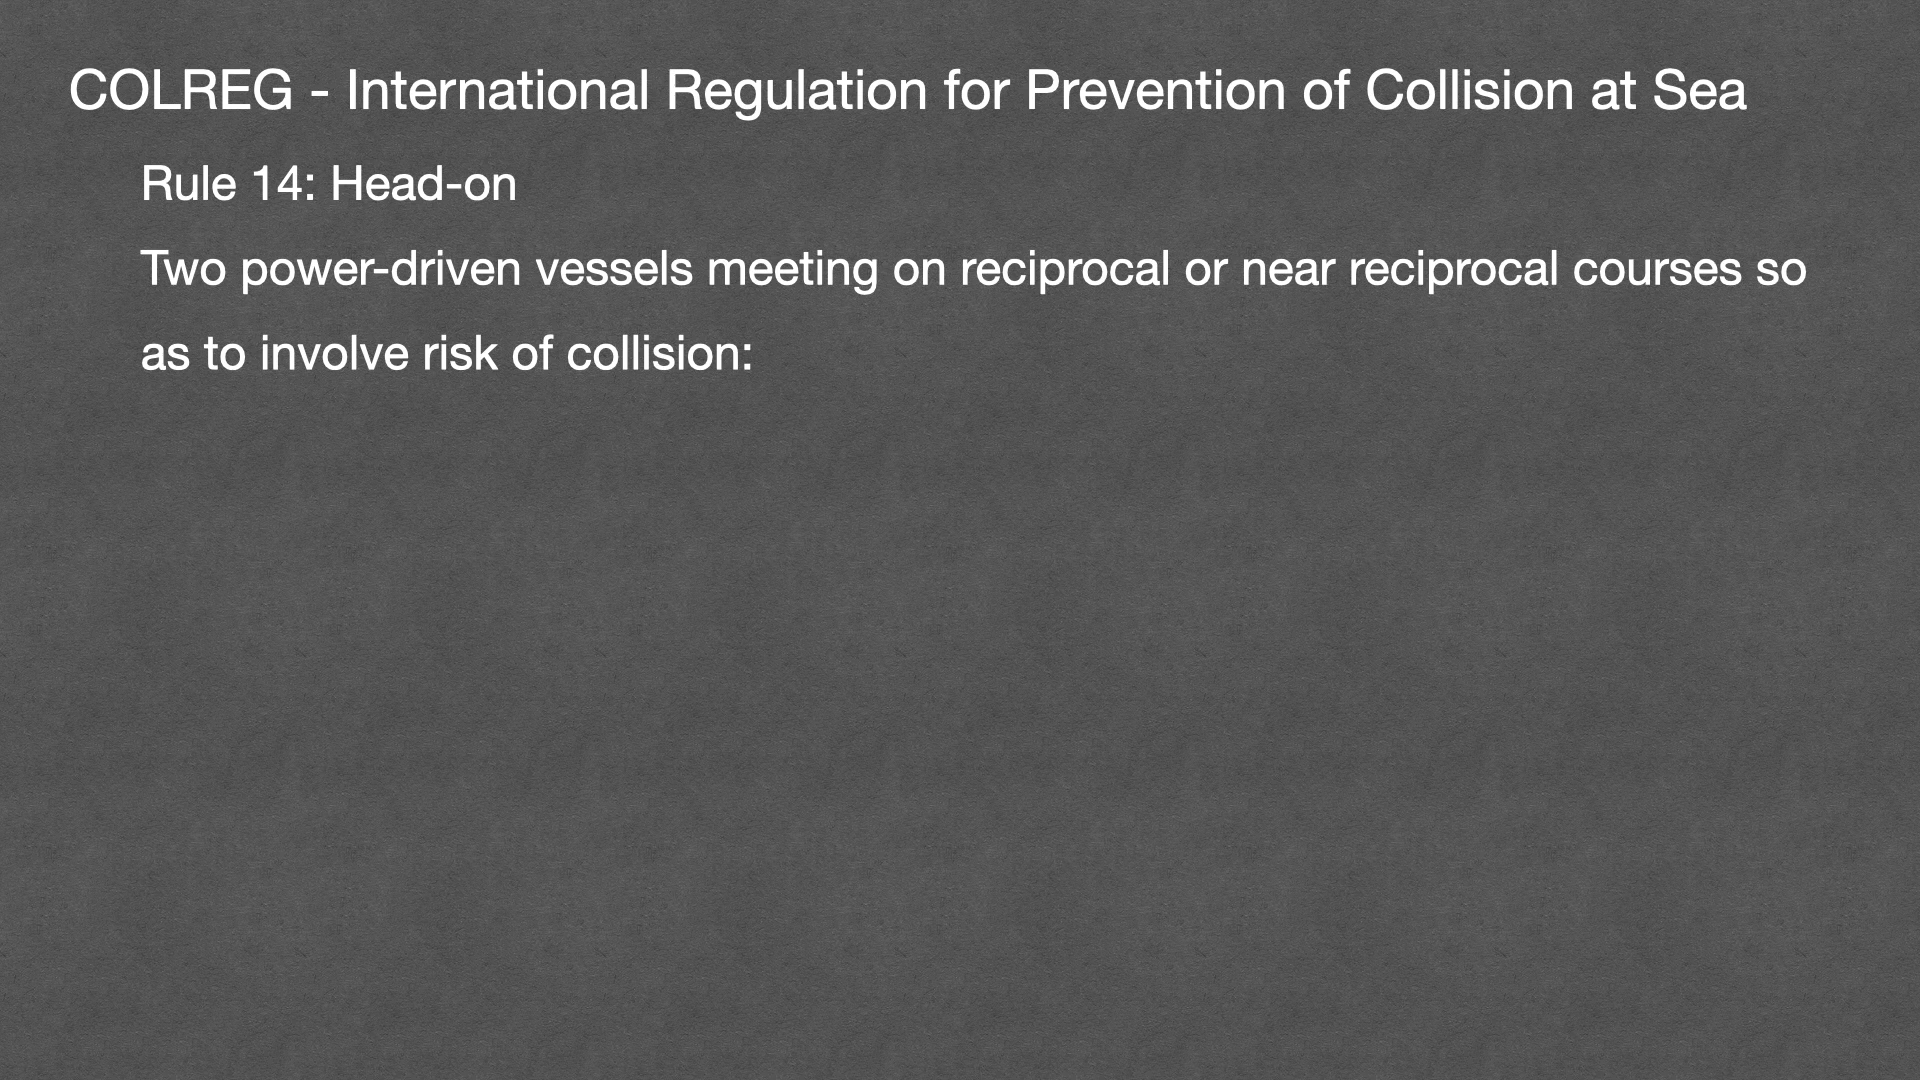 COLREG - International Regulation for Prevention of Collision at Sea
Rule 14: Head-on
Two power-driven vessels meeting on reciprocal or near reciprocal courses so
as to involve risk of collision: